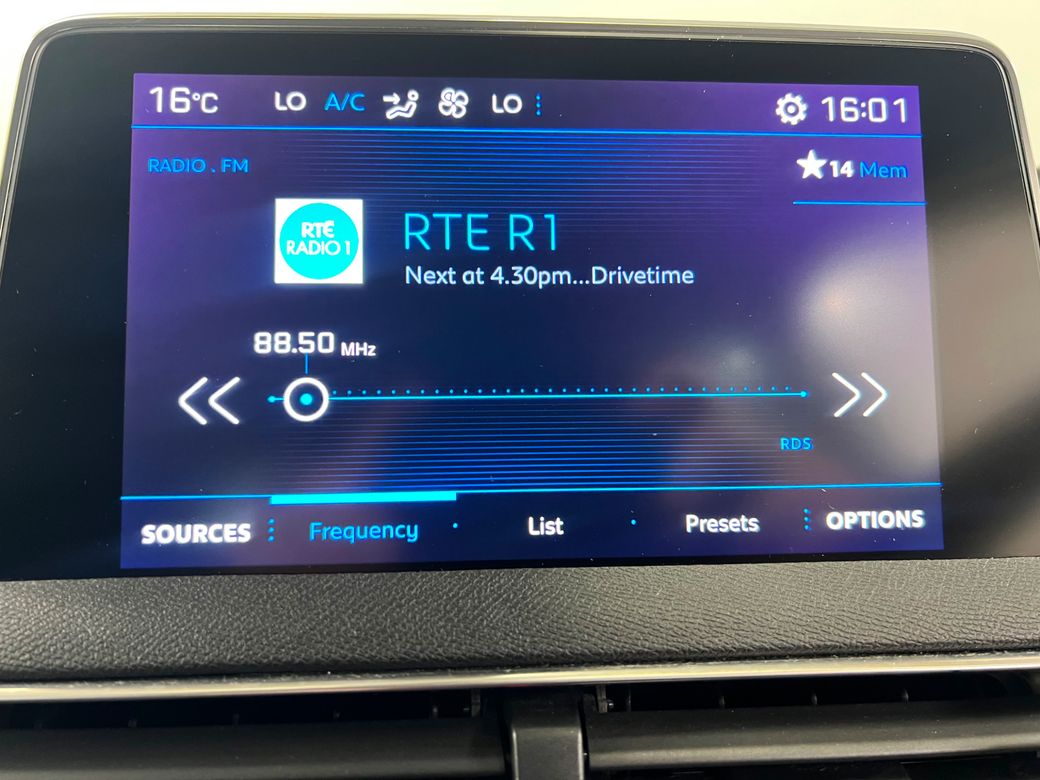 16°C LO A/C LO 16:01
RADIO . FM
14 Mem
RTÉ
RADIO 1
RTE R1
Next at 4.30pm...Drivetime
88.50 MHz
RDS
SOURCES Frequency List Presets OPTIONS